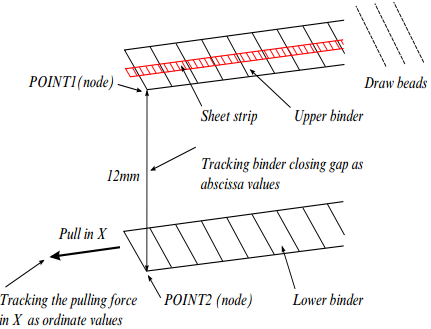 POINT1(node)
Draw beads
Sheet strip
Upper binder
12mm
Tracking binder closing gap as
abscissa values
Pull in X
Tracking the pulling force
in X as ordinate values
POINT2 (node)
Lower binder